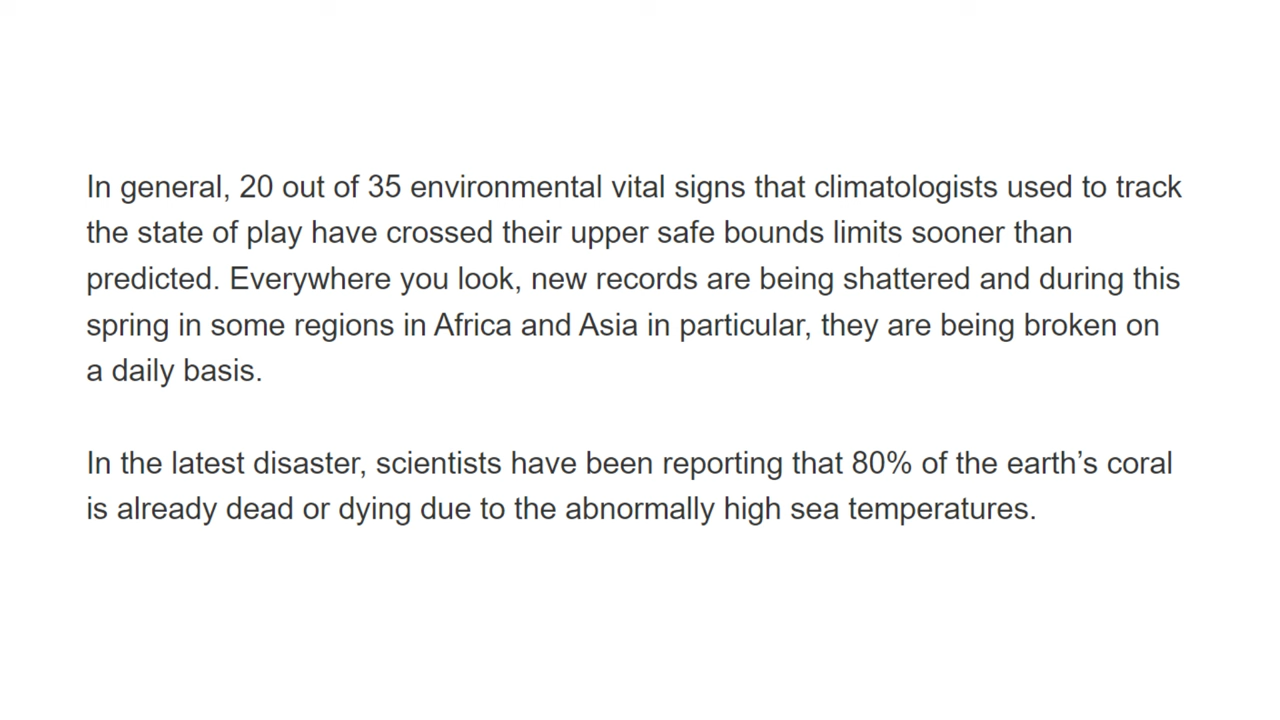 In general, 20 out of 35 environmental vital signs that climatologists used to track
the state of play have crossed their upper safe bounds limits sooner than
predicted. Everywhere you look, new records are being shattered and during this
spring in some regions in Africa and Asia in particular, they are being broken on
a daily basis.
In the latest disaster, scientists have been reporting that 80% of the earth’s coral
is already dead or dying due to the abnormally high sea temperatures.